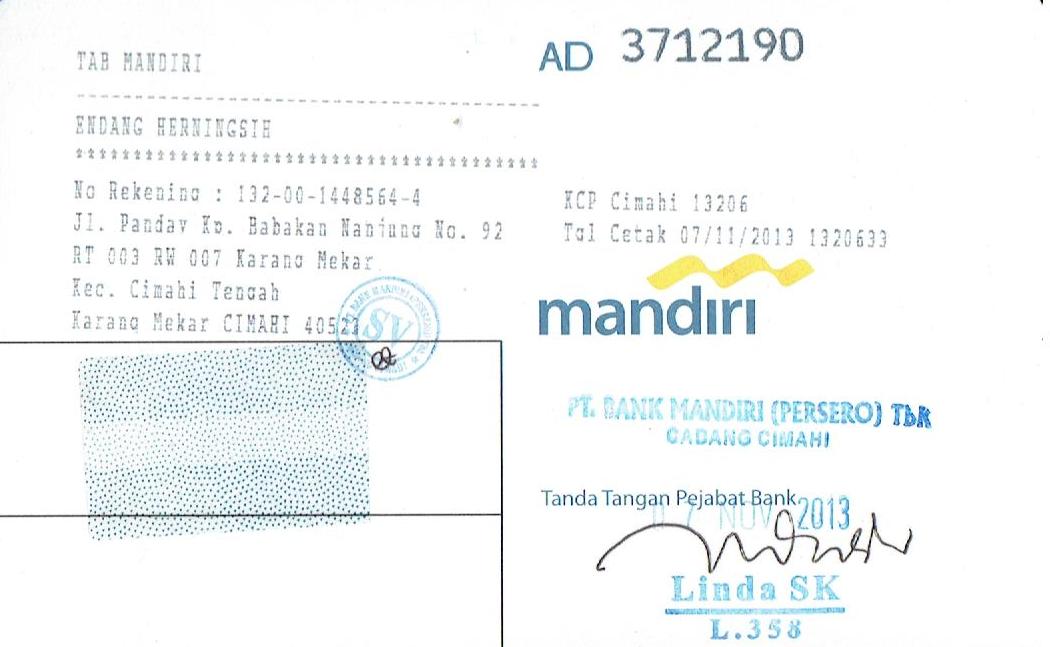 TAB MANDIRI
ENDANG HERNINGSIH
No Rekening : 132-00-1448564-4
Jl. Panday Kp. Babakan Nanjung No. 92
RT 003 RW 007 Karang Mekar
Kec. Cimahi Tengah
Karang Mekar CIMAHI 40523
SV
AD 3712190
KCP Cimahi 13206
Tgl Cetak 07/11/2013 1320633
mandiri
PT. BANK MANDIRI (PERSERO) Tbk
CABANG CIMAHI
Tanda Tangan Pejabat Bank
07 NOV 2013
Linda SK
L.358